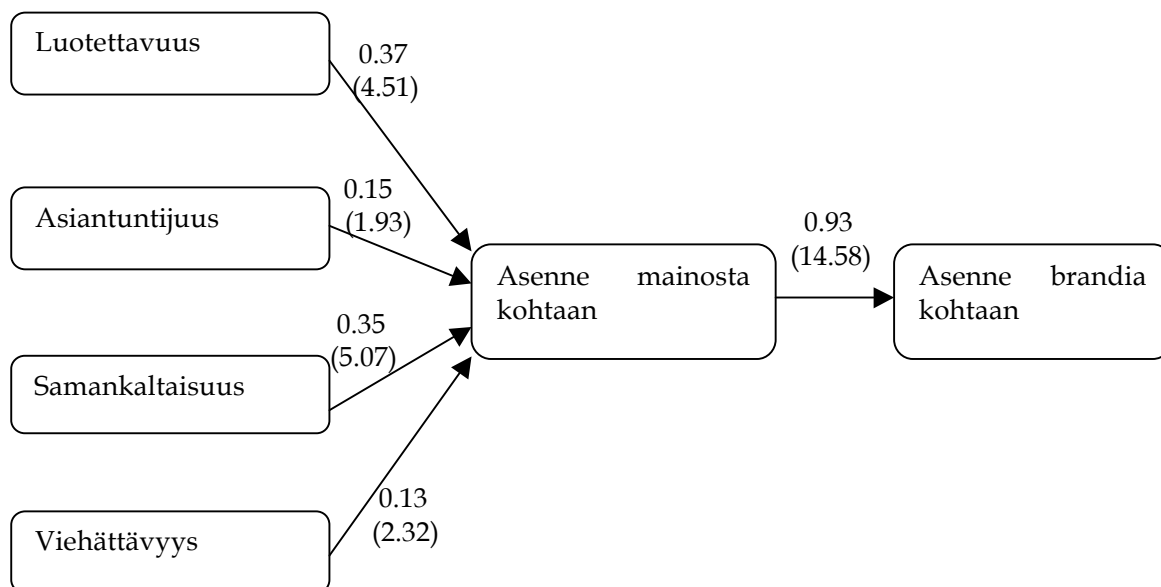 Luotettavuus
0.37
(4.51)
Asiantuntijuus
0.15
(1.93)
Asenne mainosta
kohtaan
0.93
(14.58)
Asenne brandia
kohtaan
Samankaltaisuus
0.35
(5.07)
Viehättävyys
0.13
(2.32)